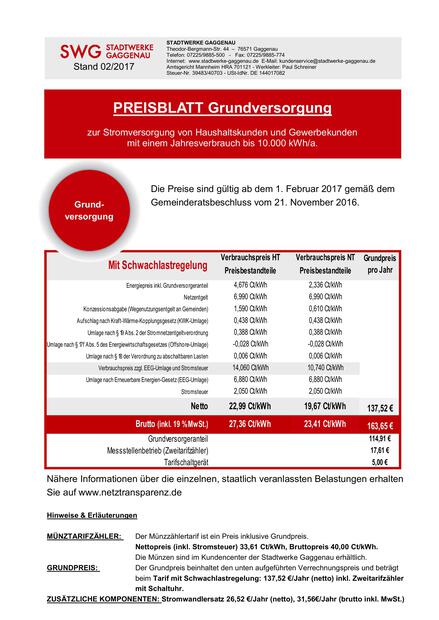 STADTWERKE GAGGENAU
Theodor-Bergmann-Str. 44 – 76571 Gaggenau
Telefon: 07225/9885-500 - Fax: 07225/9885-774
Internet: www.stadtwerke-gaggenau.de E-Mail: kundenservice@stadtwerke-gaggenau.de
Amtsgericht Mannheim HRA 701121 - Werkleiter: Paul Schreiner
Steuer-Nr. 39483/40703 - USt-IdNr. DE 144017082
SWG STADTWERKE GAGGENAU
Stand 02/2017
PREISBLATT Grundversorgung
zur Stromversorgung von Haushaltskunden und Gewerbekunden
mit einem Jahresverbrauch bis 10.000 kWh/a.
Grund-
versorgung
Die Preise sind gültig ab dem 1. Februar 2017 gemäß dem
Gemeinderatsbeschluss vom 21. November 2016.
Mit Schwachlastregelung Verbrauchspreis HT Preisbestandteile Verbrauchspreis NT Preisbestandteile Grundpreis pro Jahr
Energiepreis inkl. Grundversorgeranteil 4,676 Ct/kWh 2,336 Ct/kWh
Netzentgelt 6,990 Ct/kWh 6,990 Ct/kWh
Konzessionsabgabe (Wegenutzungsentgelt an Gemeinden) 1,590 Ct/kWh 0,610 Ct/kWh
Aufschlag nach Kraft-Wärme-Kopplungsgesetz (KWK-Umlage) 0,438 Ct/kWh 0,438 Ct/kWh
Umlage nach § 19 Abs. 2 der Stromnetzentgeltverordnung 0,388 Ct/kWh 0,388 Ct/kWh
Umlage nach § 17f Abs. 5 des Energiewirtschaftsgesetzes (Offshore-Umlage) -0,028 Ct/kWh -0,028 Ct/kWh
Umlage nach § 18 der Verordnung zu abschaltbaren Lasten 0,006 Ct/kWh 0,006 Ct/kWh
Verbrauchspreis zzgl. EEG-Umlage und Stromsteuer 14,060 Ct/kWh 10,740 Ct/kWh
Umlage nach Erneuerbare Energien-Gesetz (EEG-Umlage) 6,880 Ct/kWh 6,880 Ct/kWh
Stromsteuer 2,050 Ct/kWh 2,050 Ct/kWh
Netto 22,99 Ct/kWh 19,67 Ct/kWh 137,52 €
Brutto (inkl. 19 %MwSt.) 27,36 Ct/kWh 23,41 Ct/kWh 163,65 €
Grundversorgeranteil 114,91 €
Messstellenbetrieb (Zweitarifzähler) 17,61 €
Tarifschaltgerät 5,00 €
Nähere Informationen über die einzelnen, staatlich veranlassten Belastungen erhalten
Sie auf www.netztransparenz.de
Hinweise & Erläuterungen
MÜNZTARIFZÄHLER: Der Münzzählertarif ist ein Preis inklusive Grundpreis.
Nettopreis (inkl. Stromsteuer) 33,61 Ct/kWh, Bruttopreis 40,00 Ct/kWh.
Die Münzen sind im Kundencenter der Stadtwerke Gaggenau erhältlich.
GRUNDPREIS: Der Grundpreis beinhaltet den unten aufgeführten Verrechnungspreis und beträgt
beim Tarif mit Schwachlastregelung: 137,52 €/Jahr (netto) inkl. Zweitarifzähler
mit Schaltuhr.
ZUSÄTZLICHE KOMPONENTEN: Stromwandlersatz 26,52 €/Jahr (netto), 31,56€/Jahr (brutto inkl. MwSt.)